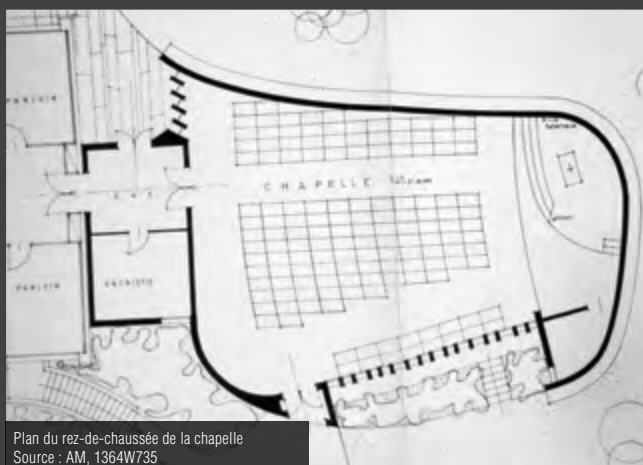 PARLOIR
CHAPELLE
SACRISTIE
PARLOIR
Plan du rez-de-chaussée de la chapelle
Source : AM, 1364W735